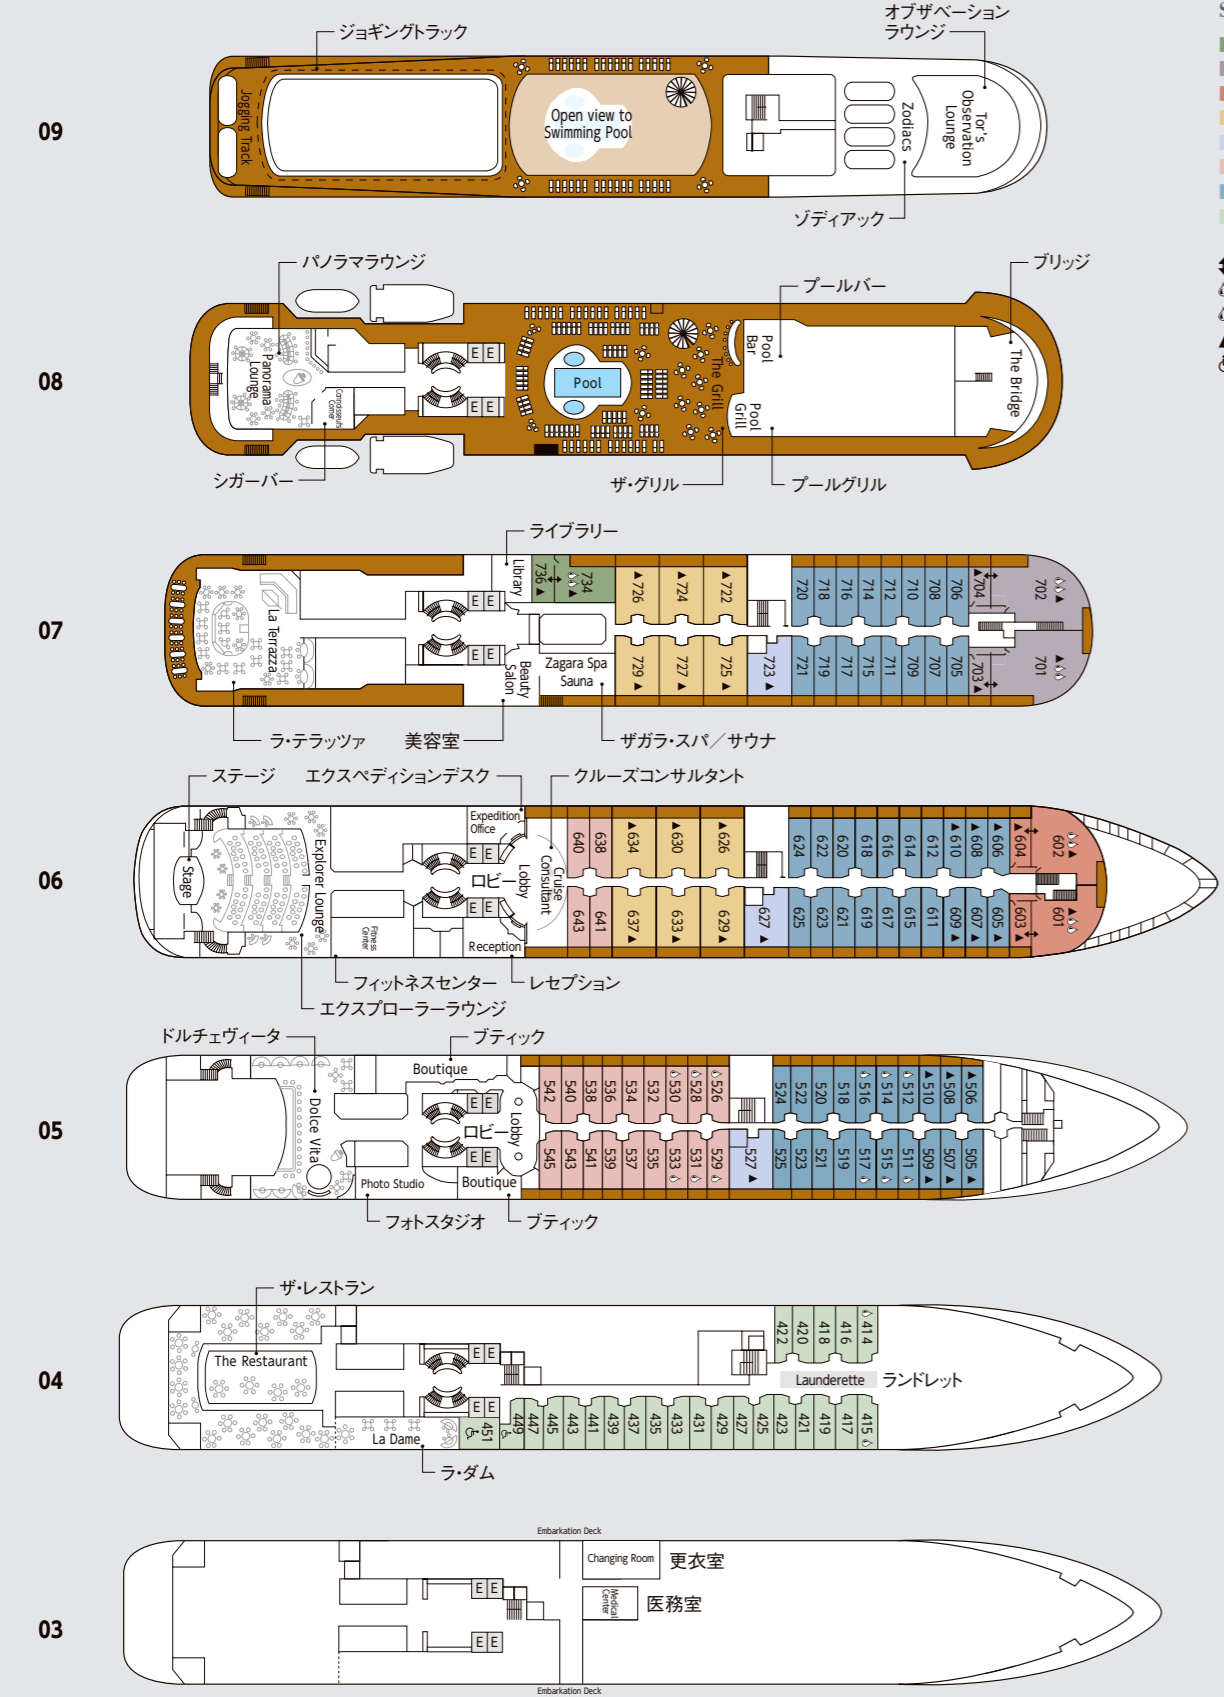 オブザベーション
ラウンジ
ジョギングトラック
09
Jogging Track
Open view to
Swimming Pool
Zodiacs
Tor's
Observation
Lounge
ゾディアック
パノラマラウンジ
ブリッジ
プールバー
08
Panorama
Lounge
Connoisseur's
Corner
E E
E E
Pool
The Grill
Pool
Bar
Pool
Grill
The Bridge
シガーバー
ザ・グリル
プールグリル
ライブラリー
07
La Terrazza
E E
E E
Library
Beauty
Salon
Zagara Spa
Sauna
736 734 726 724 722 720 718 716 714 712 710 708 706 704 702
729 727 725 723 721 719 717 715 711 709 707 705 703 701
ラ・テラッツァ
美容室
ザガラ・スパ／サウナ
ステージ
エクスペディションデスク
クルーズコンサルタント
06
Stage
Explorer Lounge
Fitness
Center
Expedition
Office
E E
ロビー
Lobby
E E
Reception
Cruise
Consultant
640 638 634 630 626 624 622 620 618 616 614 612 610 608 606 604 602
643 641 637 633 629 627 625 623 621 619 617 615 611 609 607 605 603 601
フィットネスセンター
レセプション
エクスプローラーラウンジ
ドルチェヴィータ
ブティック
05
Dolce Vita
Boutique
E E
ロビー
Lobby
E E
Photo Studio
Boutique
542 540 538 536 534 532 530 528 526 524 522 520 518 516 514 512 510 508 506
545 543 541 539 537 535 533 531 529 527 525 523 521 519 517 515 511 509 507 505
フォトスタジオ
ブティック
ザ・レストラン
04
The Restaurant
La Dame
E E
E E
422 420 418 416 414
Launderette
ランドレット
451 449 447 445 443 441 439 437 435 433 431 429 427 425 423 421 419 417 415
ラ・ダム
Embarkation Deck
03
E E
E E
Changing Room
更衣室
Medical
Center
医務室
Embarkation Deck